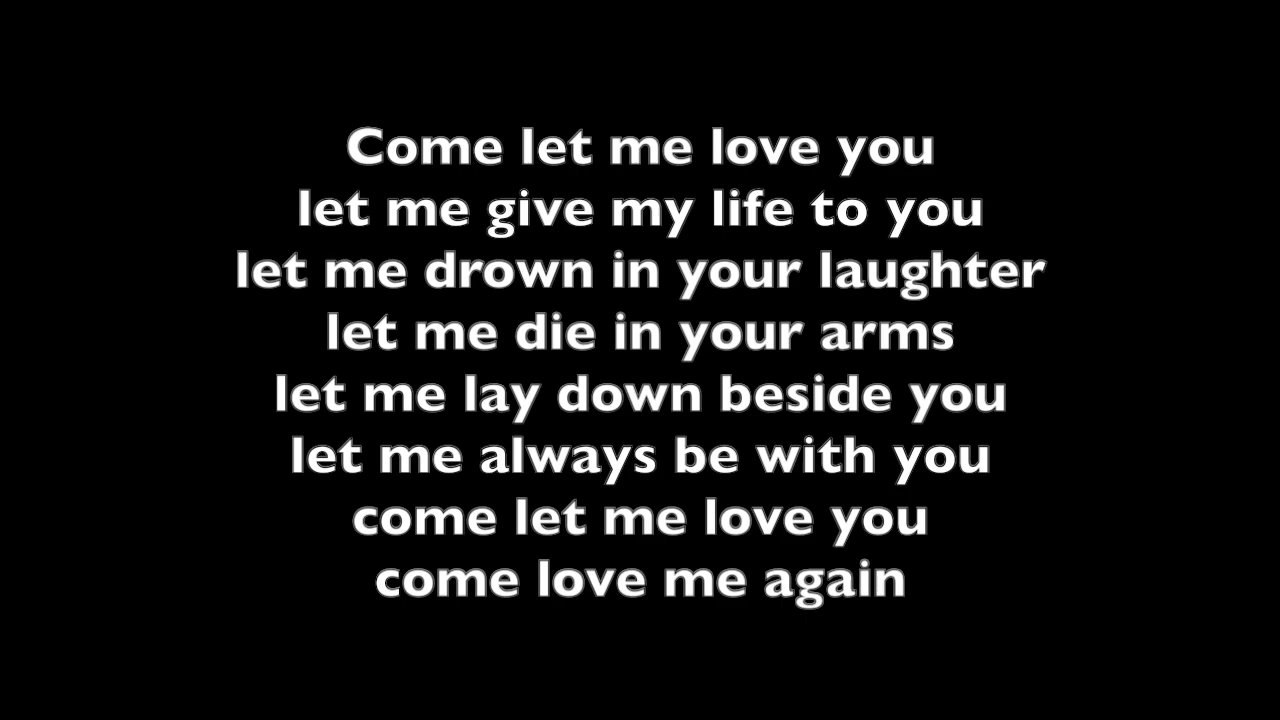 Come let me love you
let me give my life to you
let me drown in your laughter
let me die in your arms
let me lay down beside you
let me always be with you
come let me love you
come love me again